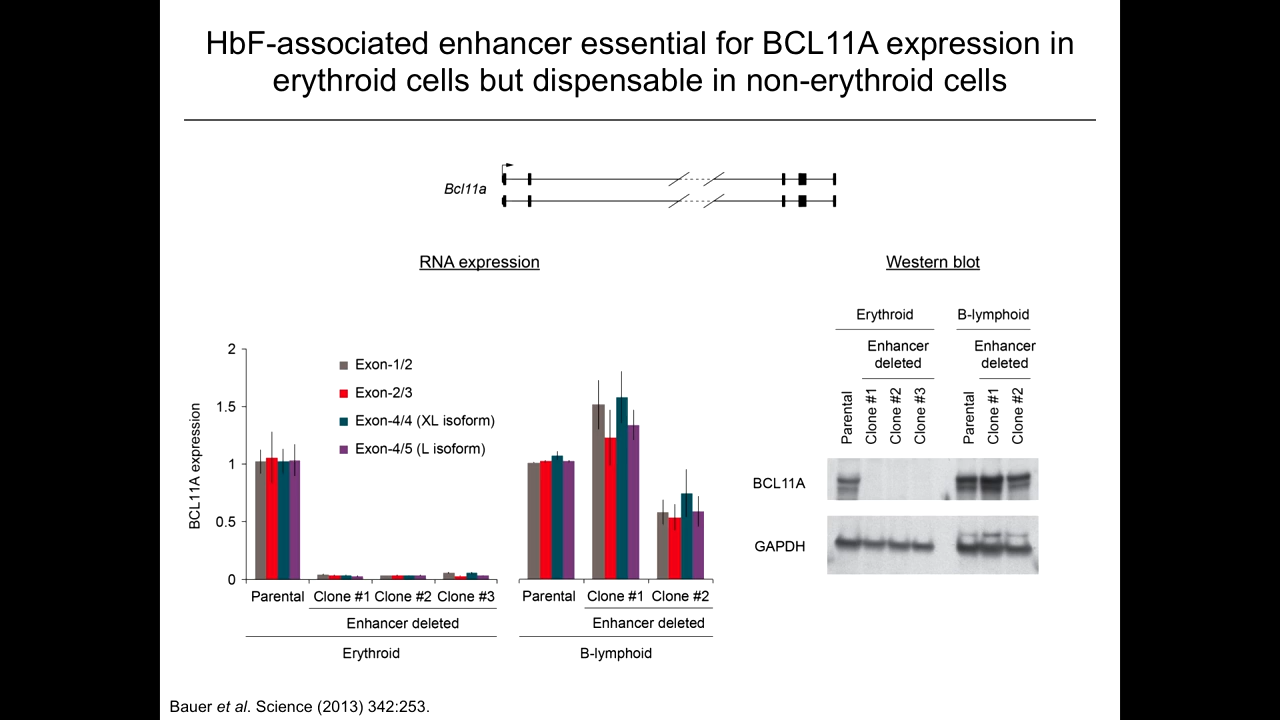 HbF-associated enhancer essential for BCL11A expression in
erythroid cells but dispensable in non-erythroid cells
Bcl11a
RNA expression
Western blot
BCL11A expression
2
1.5
1
0.5
0
Exon-1/2
Exon-2/3
Exon-4/4 (XL isoform)
Exon-4/5 (L isoform)
Parental Clone #1 Clone #2 Clone #3
Enhancer deleted
Erythroid
Parental Clone #1 Clone #2
Enhancer deleted
B-lymphoid
Erythroid B-lymphoid
Enhancer
deleted
Enhancer
deleted
Parental
Clone #1
Clone #2
Clone #3
Parental
Clone #1
Clone #2
BCL11A
GAPDH
Bauer et al. Science (2013) 342:253.